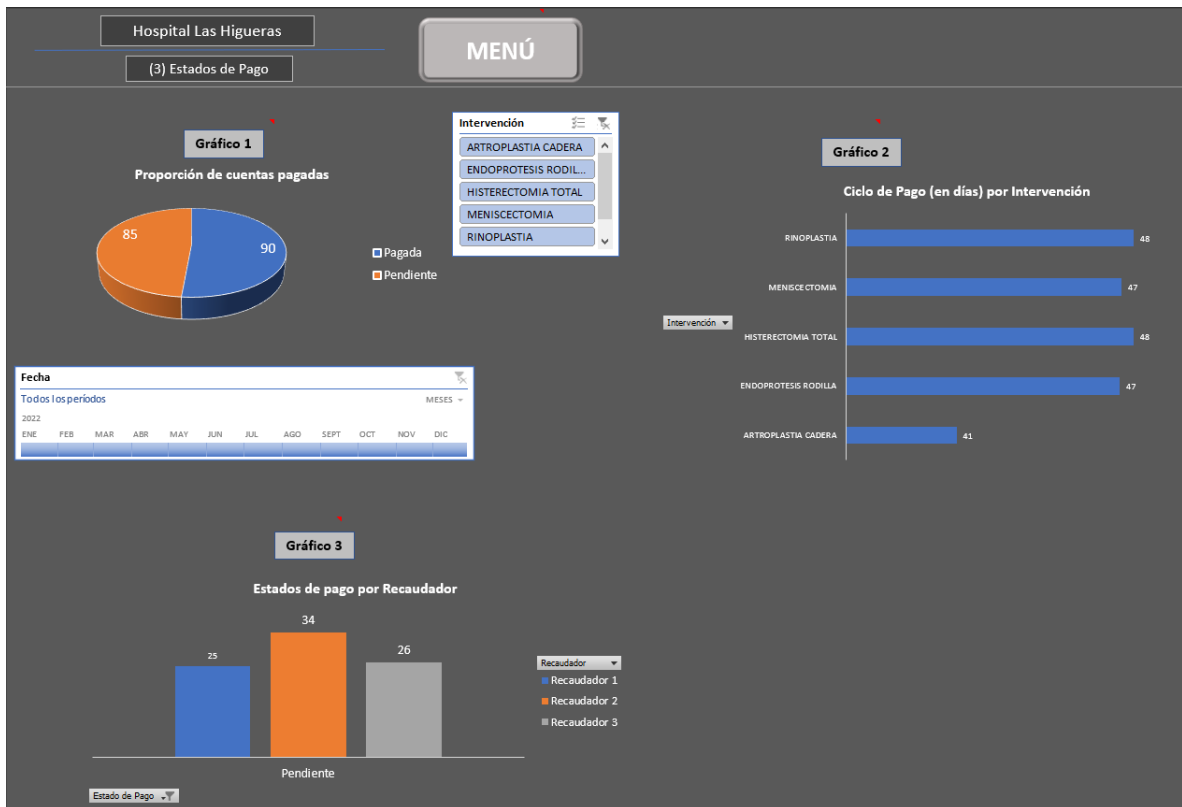 Hospital Las Higueras
(3) Estados de Pago
MENÚ
Gráfico 1
Proporción de cuentas pagadas
85
90
Pagada
Pendiente
Intervención
ARTROPLASTIA CADERA
ENDOPROTESIS RODIL...
HISTERECTOMIA TOTAL
MENISCECTOMIA
RINOPLASTIA
Gráfico 2
Ciclo de Pago (en días) por Intervención
RINOPLASTIA 48
MENISCECTOMIA 47
Intervención
HISTERECTOMIA TOTAL 48
ENDOPROTESIS RODILLA 47
ARTROPLASTIA CADERA 41
Fecha
Todos los períodos MESES
2022
ENE FEB MAR ABR MAY JUN JUL AGO SEPT OCT NOV DIC
Gráfico 3
Estados de pago por Recaudador
25
34
26
Pendiente
Recaudador
Recaudador 1
Recaudador 2
Recaudador 3
Estado de Pago